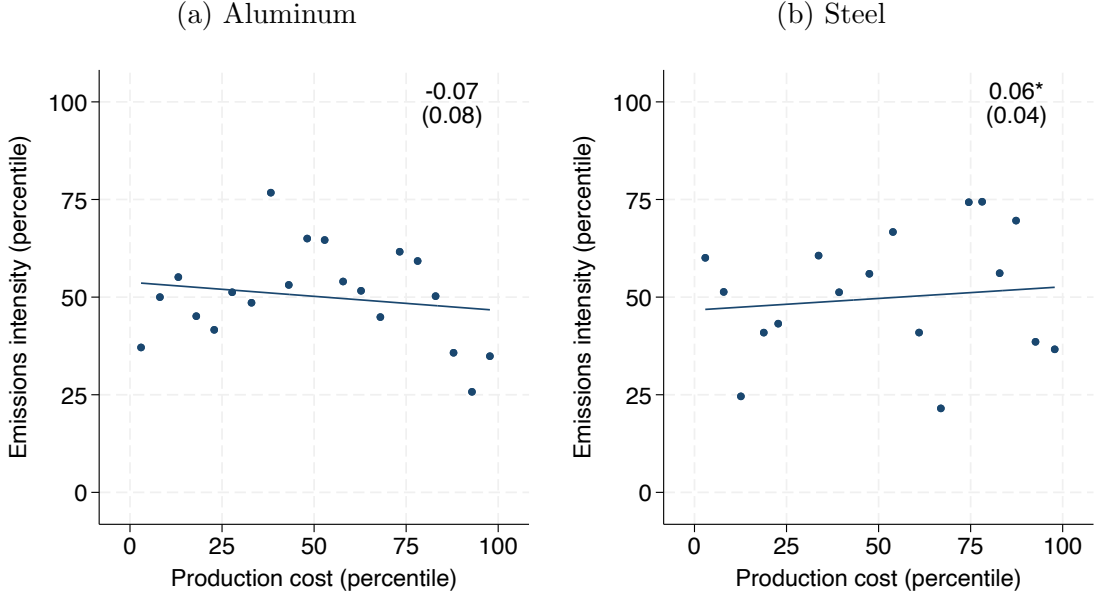 (a) Aluminum
-0.07
(0.08)
100
75
50
25
0
Emissions intensity (percentile)
0 25 50 75 100
Production cost (percentile)
(b) Steel
0.06*
(0.04)
100
75
50
25
0
Emissions intensity (percentile)
0 25 50 75 100
Production cost (percentile)